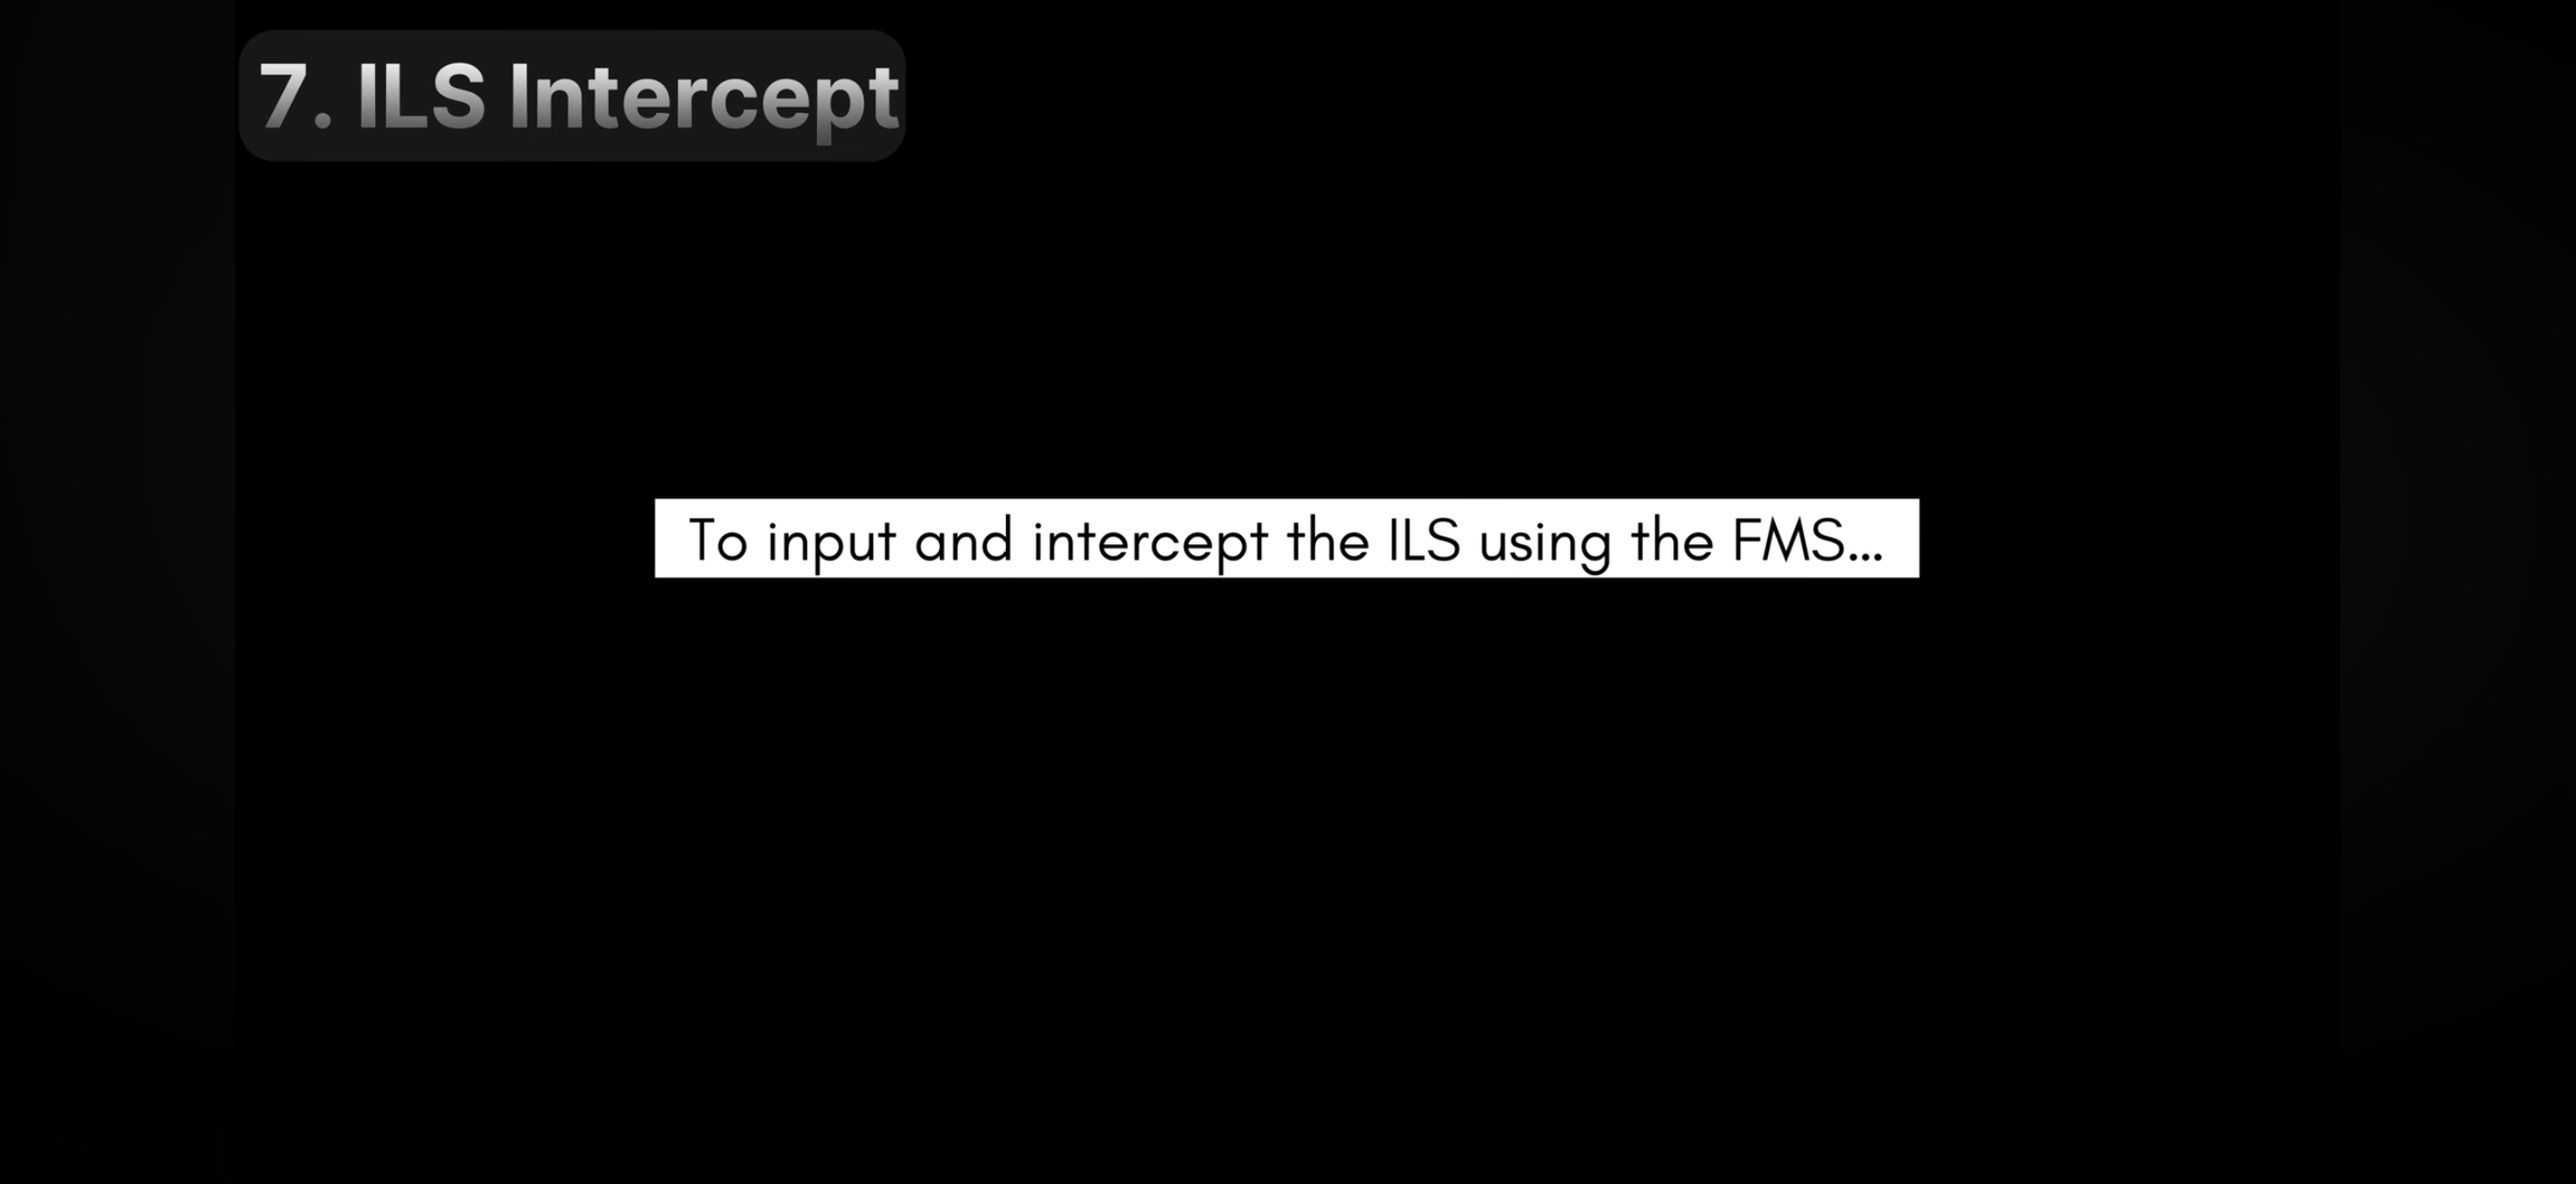 7. ILS Intercept
To input and intercept the ILS using the FMS...